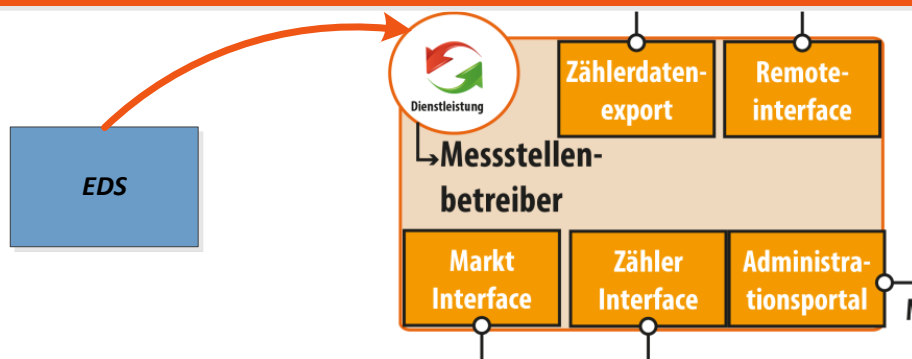 Dienstleistung
Zählerdaten-
export
Remote-
interface
EDS
Messstellen-
betreiber
Markt
Interface
Zähler
Interface
Administra-
tionsportal